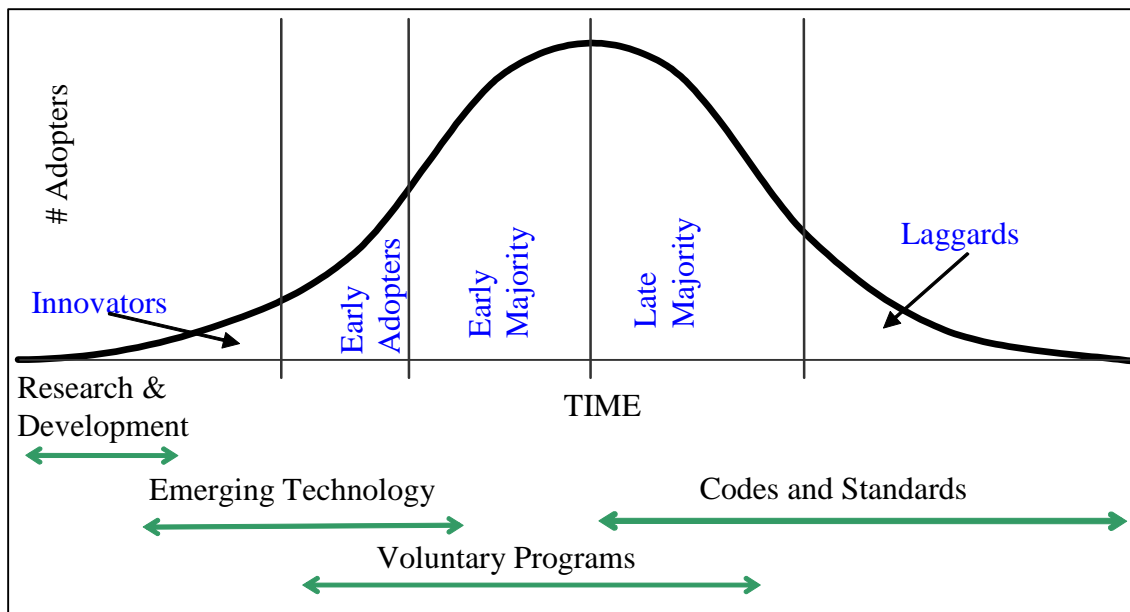 # Adopters
Innovators
Early
Adopters
Early
Majority
Late
Majority
Laggards
Research &
Development
TIME
Emerging Technology
Codes and Standards
Voluntary Programs